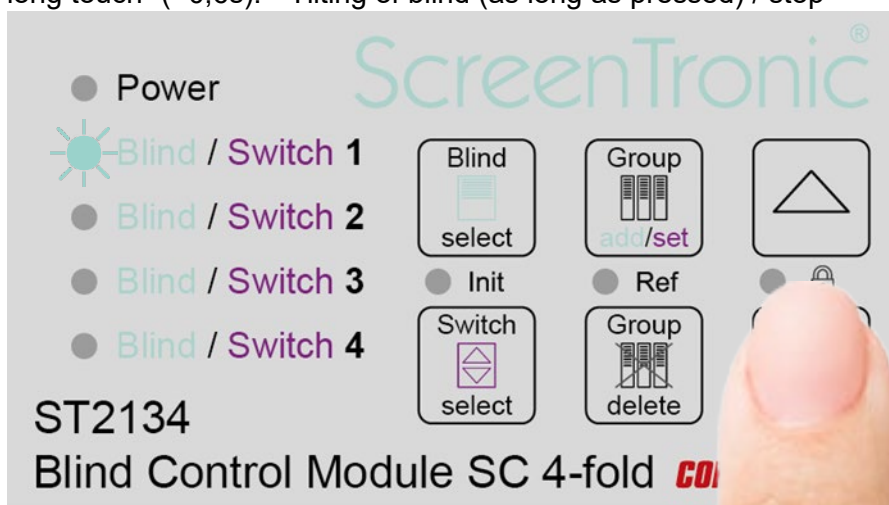 long touch Tilting of blind (as long as pressed) / stop
ScreenTronic®
Power
Blind / Switch 1
Blind / Switch 2
Blind / Switch 3
Blind / Switch 4
Blind
select
Group
add/set
Init
Ref
Switch
select
Group
delete
ST2134
Blind Control Module SC 4-fold